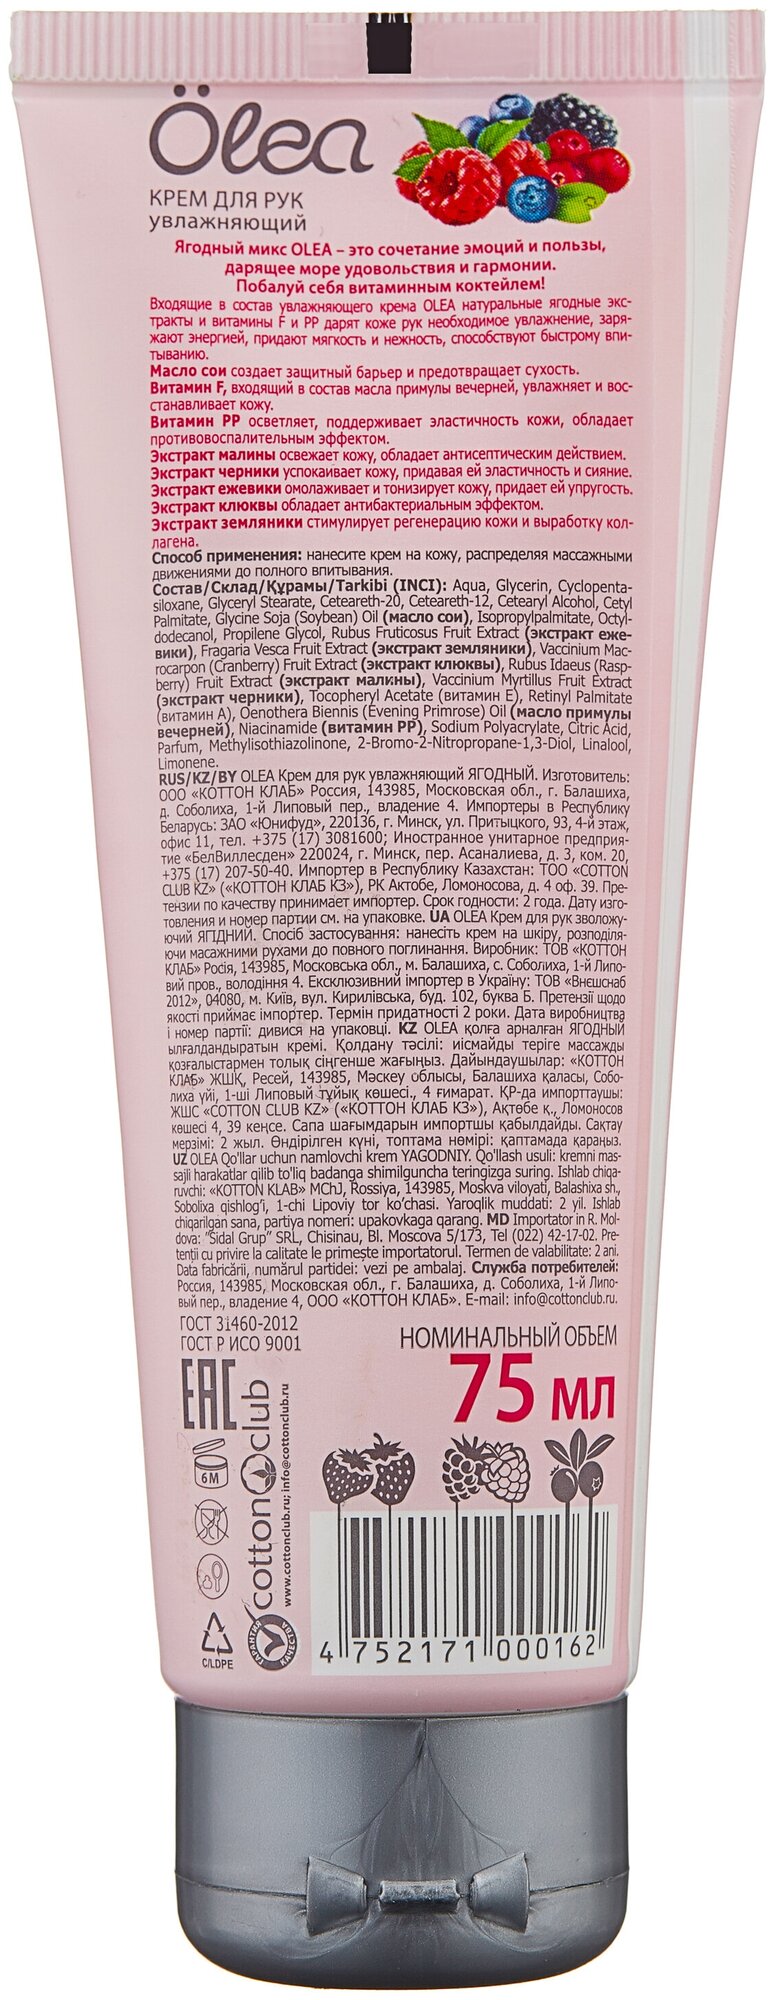 Ölea
КРЕМ ДЛЯ РУК
увлажняющий
Ягодный микс OLEA – это сочетание эмоций и пользы,
дарящее море удовольствия и гармонии.
Побалуй себя витаминным коктейлем!
Входящие в состав увлажняющего крема OLEA натуральные ягодные экс-
тракты и витамины F и PP дарят коже рук необходимое увлажнение, заря-
жают энергией, придают мягкость и нежность, способствуют быстрому впи-
тыванию.
Масло сои создает защитный барьер и предотвращает сухость.
Витамин F, входящий в состав масла примулы вечерней, увлажняет и вос-
станавливает кожу.
Витамин PP осветляет, поддерживает эластичность кожи, обладает
противовоспалительным эффектом.
Экстракт малины освежает кожу, обладает антисептическим действием.
Экстракт черники успокаивает кожу, придавая ей эластичность и сияние.
Экстракт ежевики омолаживает и тонизирует кожу, придает ей упругость.
Экстракт клюквы обладает антибактериальным эффектом.
Экстракт земляники стимулирует регенерацию кожи и выработку кол-
лагена.
Способ применения: нанесите крем на кожу, распределяя массажными
движениями до полного впитывания.
Состав/Склад/Құрамы/Tarkibi (INCI): Aqua, Glycerin, Cyclopenta-
siloxane, Glyceryl Stearate, Ceteareth-20, Ceteareth-12, Cetearyl Alcohol, Cetyl
Palmitate, Glycine Soja (Soybean) Oil (масло сои), Isopropylpalmitate, Octyl-
dodecanol, Propilene Glycol, Rubus Fruticosus Fruit Extract (экстракт еже-
вики), Fragaria Vesca Fruit Extract (экстракт земляники), Vaccinium Mac-
rocarpon (Cranberry) Fruit Extract (экстракт клюквы), Rubus Idaeus (Rasp-
berry) Fruit Extract (экстракт малины), Vaccinium Myrtillus Fruit Extract
(экстракт черники), Tocopheryl Acetate (витамин Е), Retinyl Palmitate
(витамин А), Oenothera Biennis (Evening Primrose) Oil (масло примулы
вечерней), Niacinamide (витамин РР), Sodium Polyacrylate, Citric Acid,
Parfum, Methylisothiazolinone, 2-Bromo-2-Nitropropane-1,3-Diol, Linalool,
Limonene.
RUS/KZ/BY OLEA Крем для рук увлажняющий ЯГОДНЫЙ. Изготовитель:
ООО «КОТТОН КЛАБ» Россия, 143985, Московская обл., г. Балашиха,
д. Соболиха, 1-й Липовый пер., владение 4. Импортеры в Республику
Беларусь: ЗАО «Юнифуд», 220136, г. Минск, ул. Притыцкого, 93, 4-й этаж,
офис 11, тел. +375 (17) 3081600; Иностранное унитарное предприя-
тие «БелВиллесден» 220024, г. Минск, пер. Асаналиева, д. 3, ком. 20,
+375 (17) 207-50-40. Импортер в Республику Казахстан: ТОО «COTTON
CLUB KZ» («КОТТОН КЛАБ КЗ»), РК Актобе, Ломоносова, д. 4 оф. 39. Пре-
тензии по качеству принимает импортер. Срок годности: 2 года. Дату изго-
товления и номер партии см. на упаковке. UA OLEA Крем для рук зволожу-
ючий ЯГІДНИЙ. Спосіб застосування: нанесіть крем на шкіру, розподіля-
ючи масажними рухами до повного поглинання. Виробник: ТОВ «КОТТОН
КЛАБ» Росія, 143985, Московська обл., м. Балашиха, с. Соболиха, 1-й Липо-
вий пров., володіння 4. Ексклюзивний імпортер в Україну: ТОВ «Внешснаб
2012», 04080, м. Київ, вул. Кирилівська, буд. 102, буква Б. Претензії щодо
якості приймає імпортер. Термін придатності 2 роки. Дата виробництва
і номер партії: дивися на упаковці. KZ OLEA қолға арналған ЯГОДНЫЙ
ылғалдандыратын кремі. Қолдану тәсілі: иісмайды теріге массажды
қозғалыстармен толық сіңгенше жағыңыз. Дайындаушылар: «КОТТОН
КЛАБ» ЖШҚ, Ресей, 143985, Мәскеу облысы, Балашиха қаласы, Собо-
лиха үйі, 1-ші Липовый тұйық көшесі., 4 ғимарат. ҚР-да импорттаушы:
ЖШС «COTTON CLUB KZ» («КОТТОН КЛАБ КЗ»), Ақтөбе қ., Ломоносов
көшесі 4, 39 кеңсе. Сапа шағымдарын импортшы қабылдайды. Сақтау
мерзімі: 2 жыл. Өндірілген күні, топтама нөмірі: қаптамада қараңыз.
UZ OLEA Qo'llar uchun namlovchi krem YAGODNIY. Qo'llash usuli: kremni mas-
sajli harakatlar qilib to'liq badanga shimilguncha teringizga suring. Ishlab chiqa-
ruvchi: «KOTTON KLAB» MChJ, Rossiya, 143985, Moskva viloyati, Balashixa sh.,
Sobolixa qishlog'i, 1-chi Lipoviy tor ko'chasi. Yaroqlik muddati: 2 yil. Ishlab
chiqarilgan sana, partiya nomeri: upakovkaga qarang. MD Importator in R. Mol-
dova: "Sidal Grup" SRL, Chisinau, Bl. Moscova 5/173, Tel (022) 42-17-02. Pre-
tenții cu privire la calitate le primește importatorul. Termen de valabilitate: 2 ani.
Data fabricării, numărul partidei: vezi pe ambalaj. Служба потребителей:
Россия, 143985, Московская обл., г. Балашиха, д. Соболиха, 1-й Липо-
вый пер., владение 4, ООО «КОТТОН КЛАБ». E-mail: info@cottonclub.ru.
ГОСТ 31460-2012
ГОСТ Р ИСО 9001
НОМИНАЛЬНЫЙ ОБЪЕМ
75 мл
EAC
6M
cotton club
www.cottonclub.ru; info@cottonclub.ru
ГАРАНТИЯ КАЧЕСТВА
C/LDPE
4 752171 000162